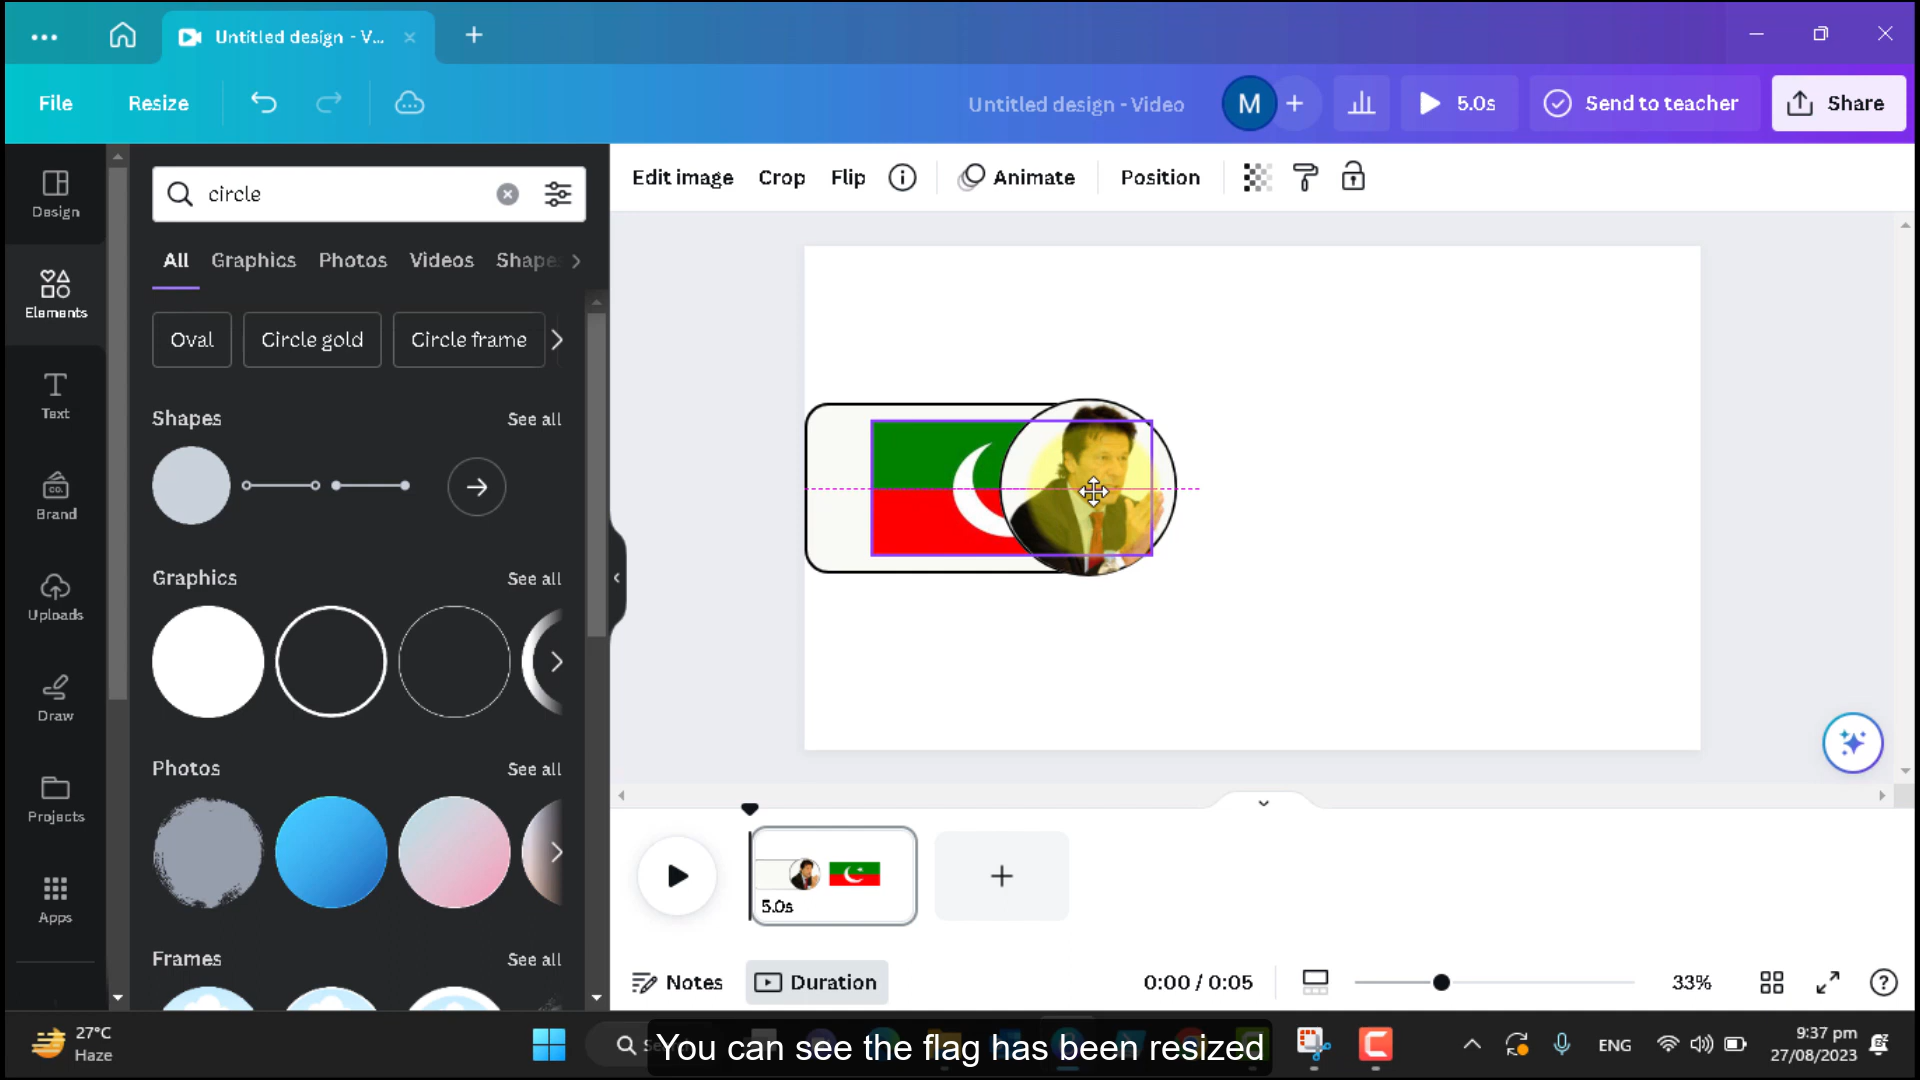 Untitled design - V...
File
Resize
Untitled design - Video
M
5.0s
Send to teacher
Share
Design
Elements
Text
Brand
Uploads
Draw
Projects
Apps
circle
All
Graphics
Photos
Videos
Shape
Oval
Circle gold
Circle frame
Shapes
See all
Graphics
See all
Photos
See all
Frames
See all
CO.
Edit image
Crop
Flip
Animate
Position
5.0s
Notes
Duration
0:00 / 0:05
33%
27°C
Haze
You can see the flag has been resized
ENG
9:37 pm
27/08/2023